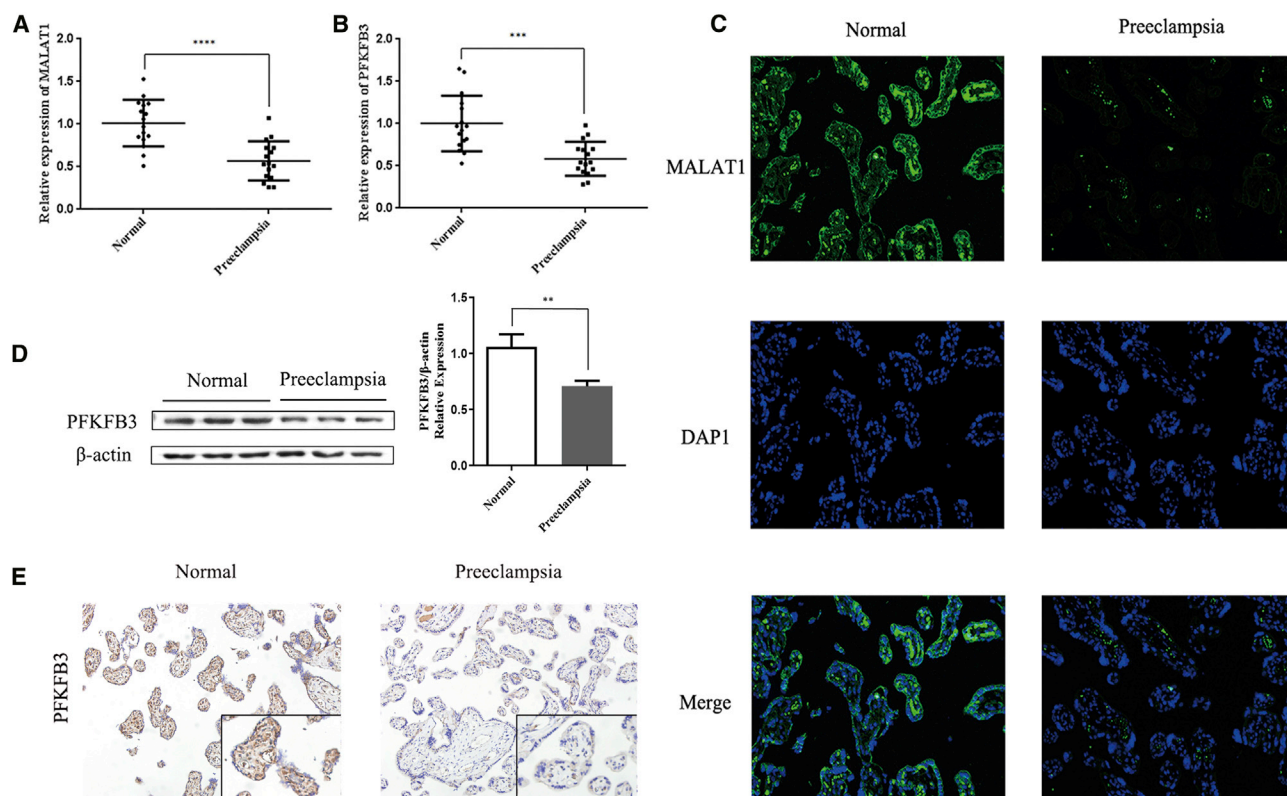 A
Relative expression of MALAT1
2.0
1.5
1.0
0.5
0.0
****
Normal
Preeclampsia
B
Relative expression of PFKFB3
2.0
1.5
1.0
0.5
0.0
***
Normal
Preeclampsia
C
Normal
Preeclampsia
MALAT1
DAP1
Merge
D
Normal
Preeclampsia
PFKFB3
β-actin
PFKFB3/β-actin
Relative Expression
1.5
1.0
0.5
0.0
**
Normal
Preeclampsia
E
Normal
Preeclampsia
PFKFB3